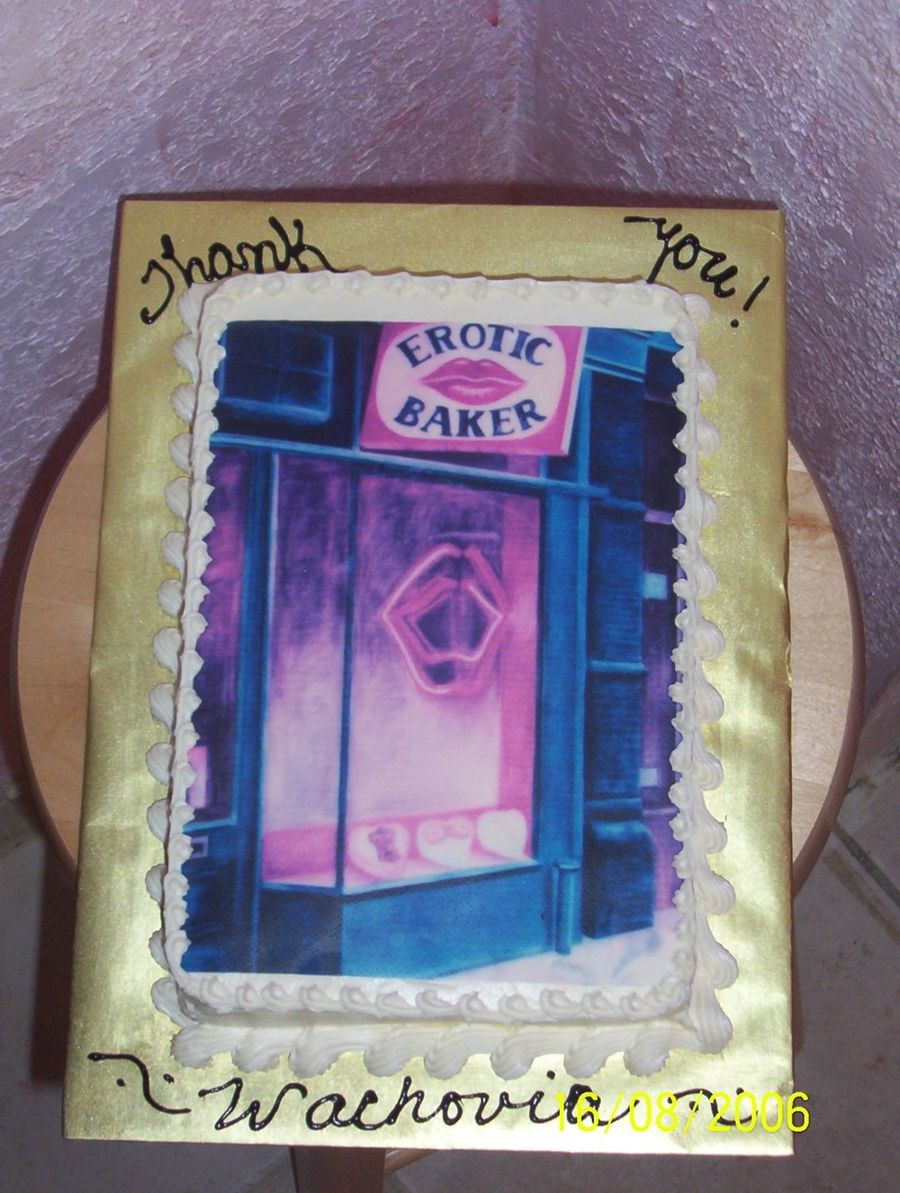 Thank You!
EROTIC
BAKER
Wachovia
16/08/2006